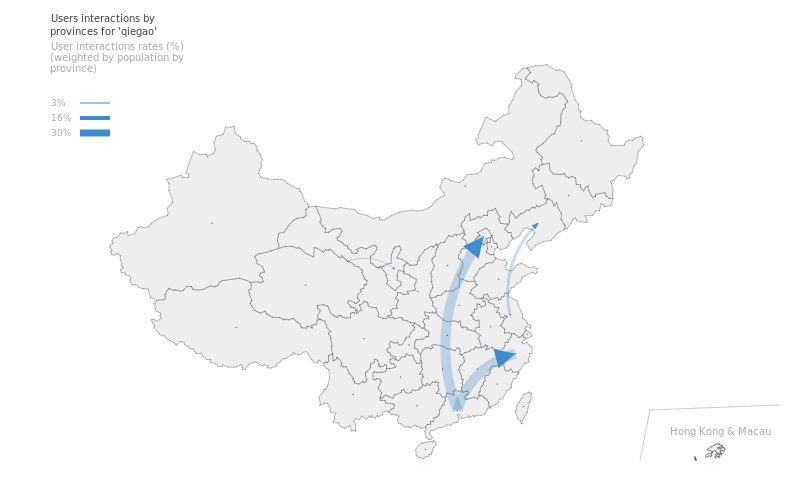 Users interactions by
provinces for 'qiegao'
User interactions rates (%)
(weighted by population by
province)
3%
16%
30%
Hong Kong & Macau